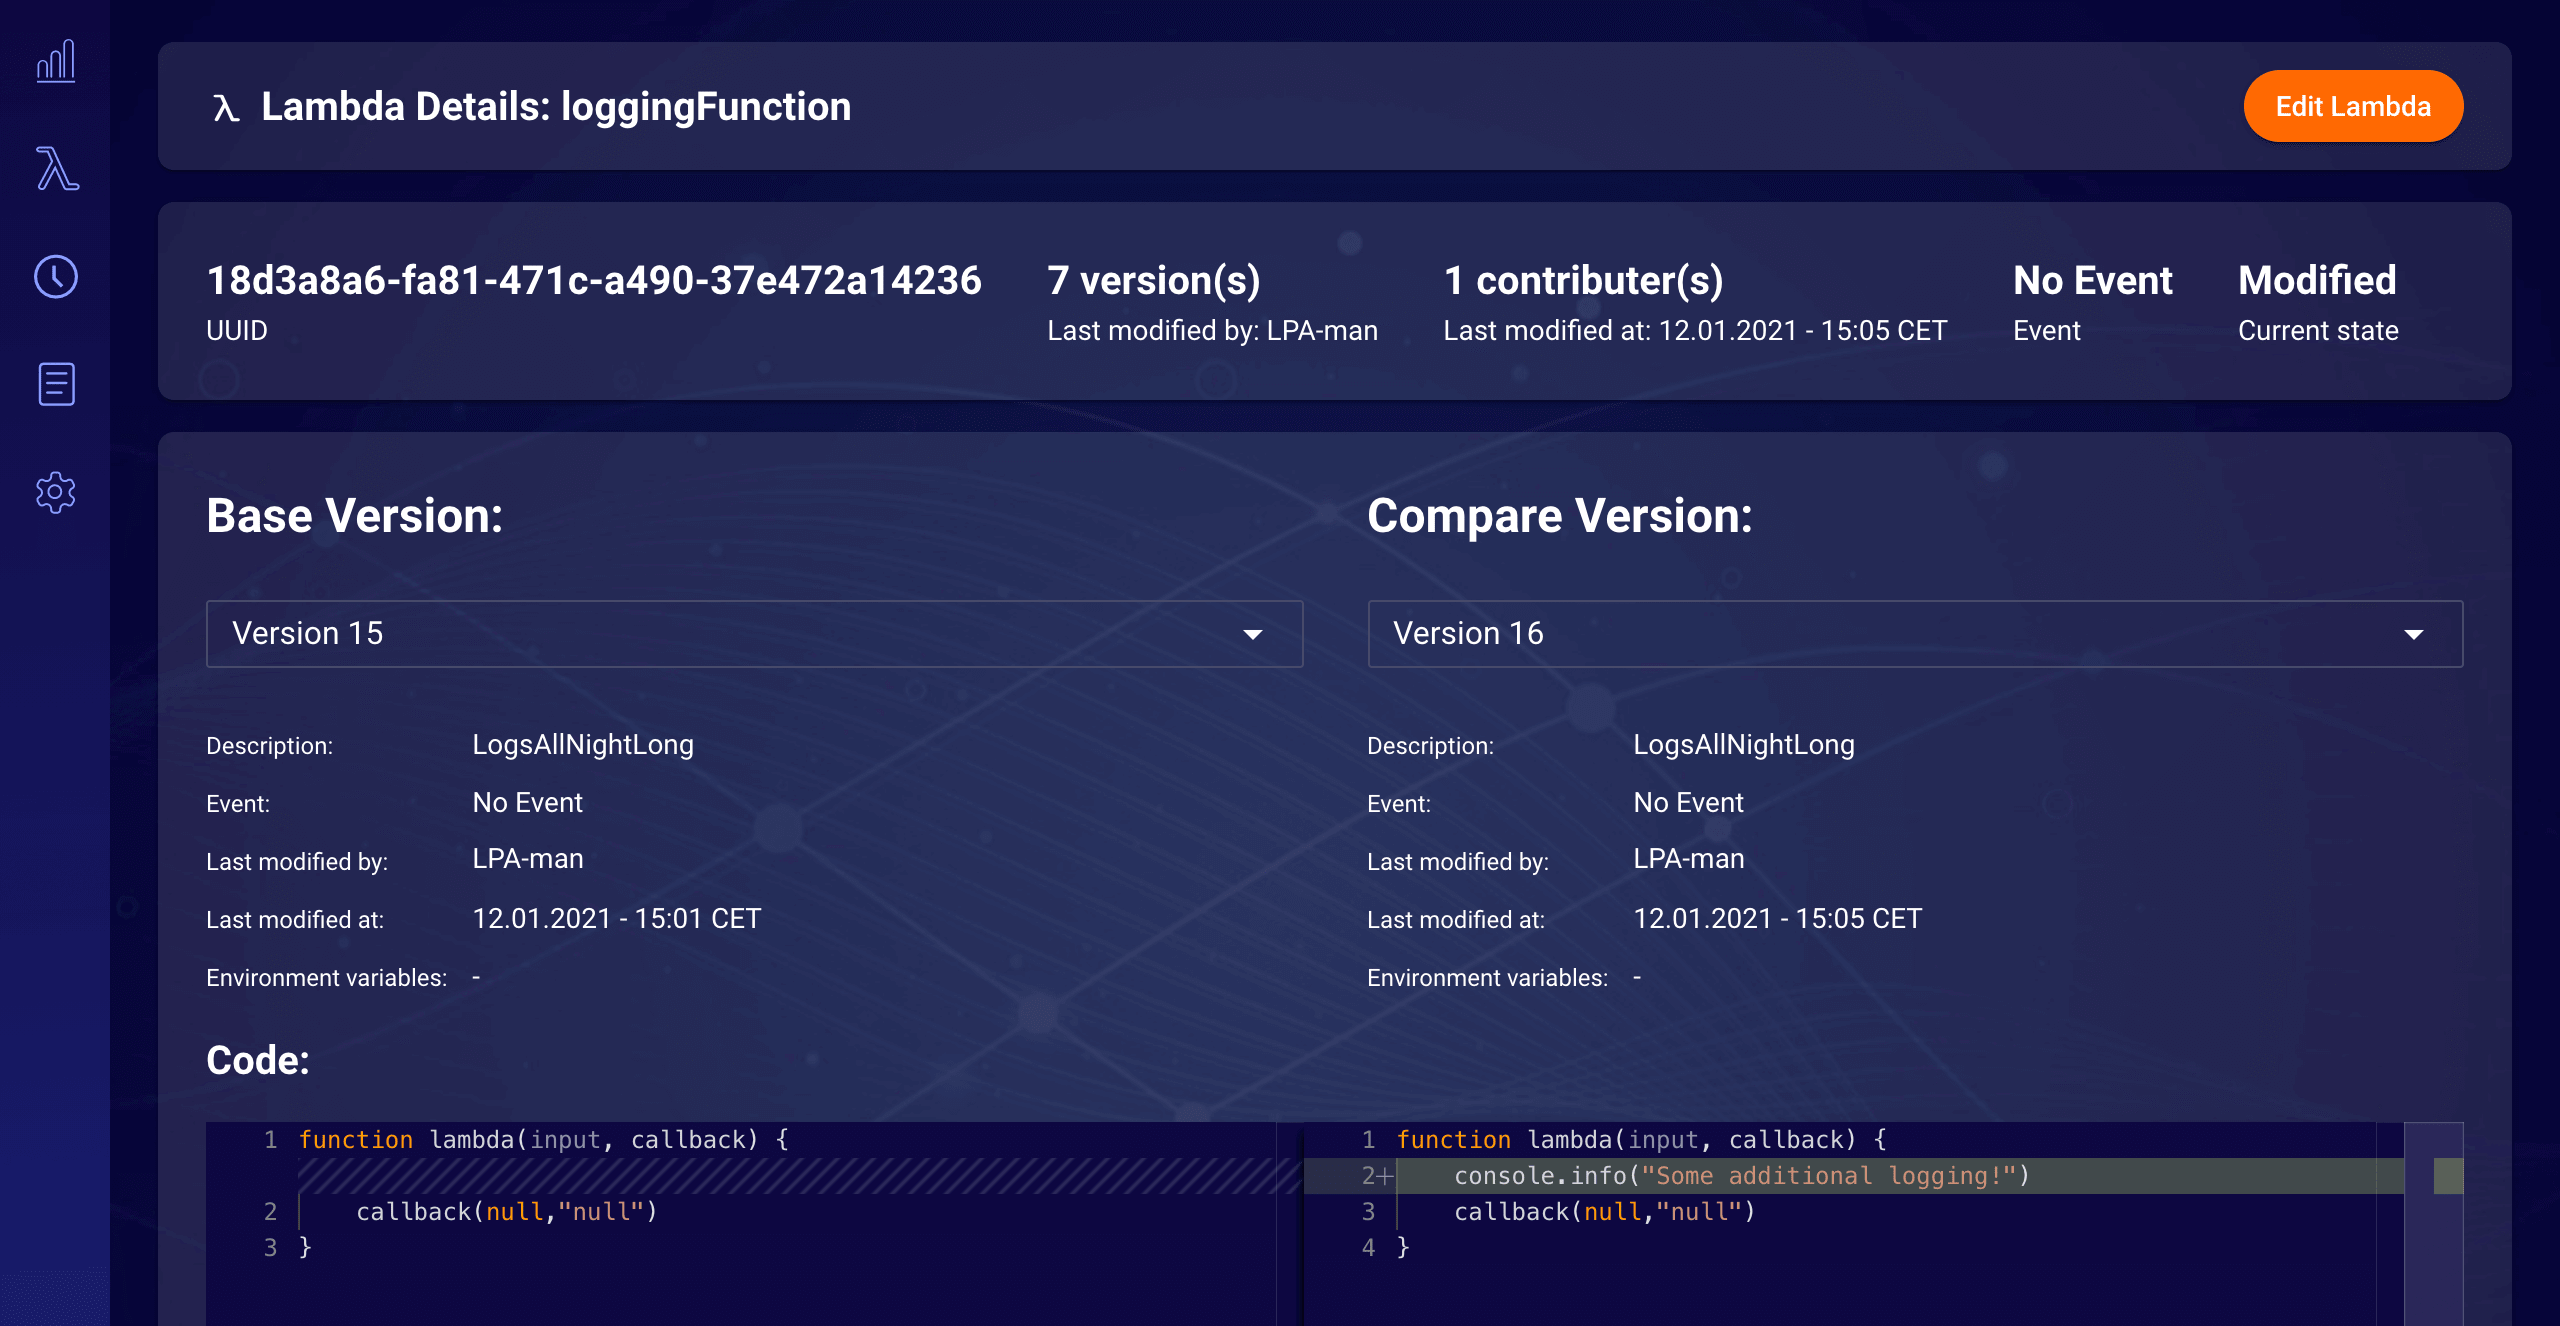 λ Lambda Details: loggingFunction
Edit Lambda
18d3a8a6-fa81-471c-a490-37e472a14236
UUID
7 version(s)
Last modified by: LPA-man
1 contributer(s)
Last modified at: 12.01.2021 - 15:05 CET
No Event
Event
Modified
Current state
Base Version:
Version 15
Description: LogsAllNightLong
Event: No Event
Last modified by: LPA-man
Last modified at: 12.01.2021 - 15:01 CET
Environment variables: -
Compare Version:
Version 16
Description: LogsAllNightLong
Event: No Event
Last modified by: LPA-man
Last modified at: 12.01.2021 - 15:05 CET
Environment variables: -
Code:
1 function lambda(input, callback) {
2     callback(null,"null")
3 }
1 function lambda(input, callback) {
2+    console.info("Some additional logging!")
3     callback(null,"null")
4 }